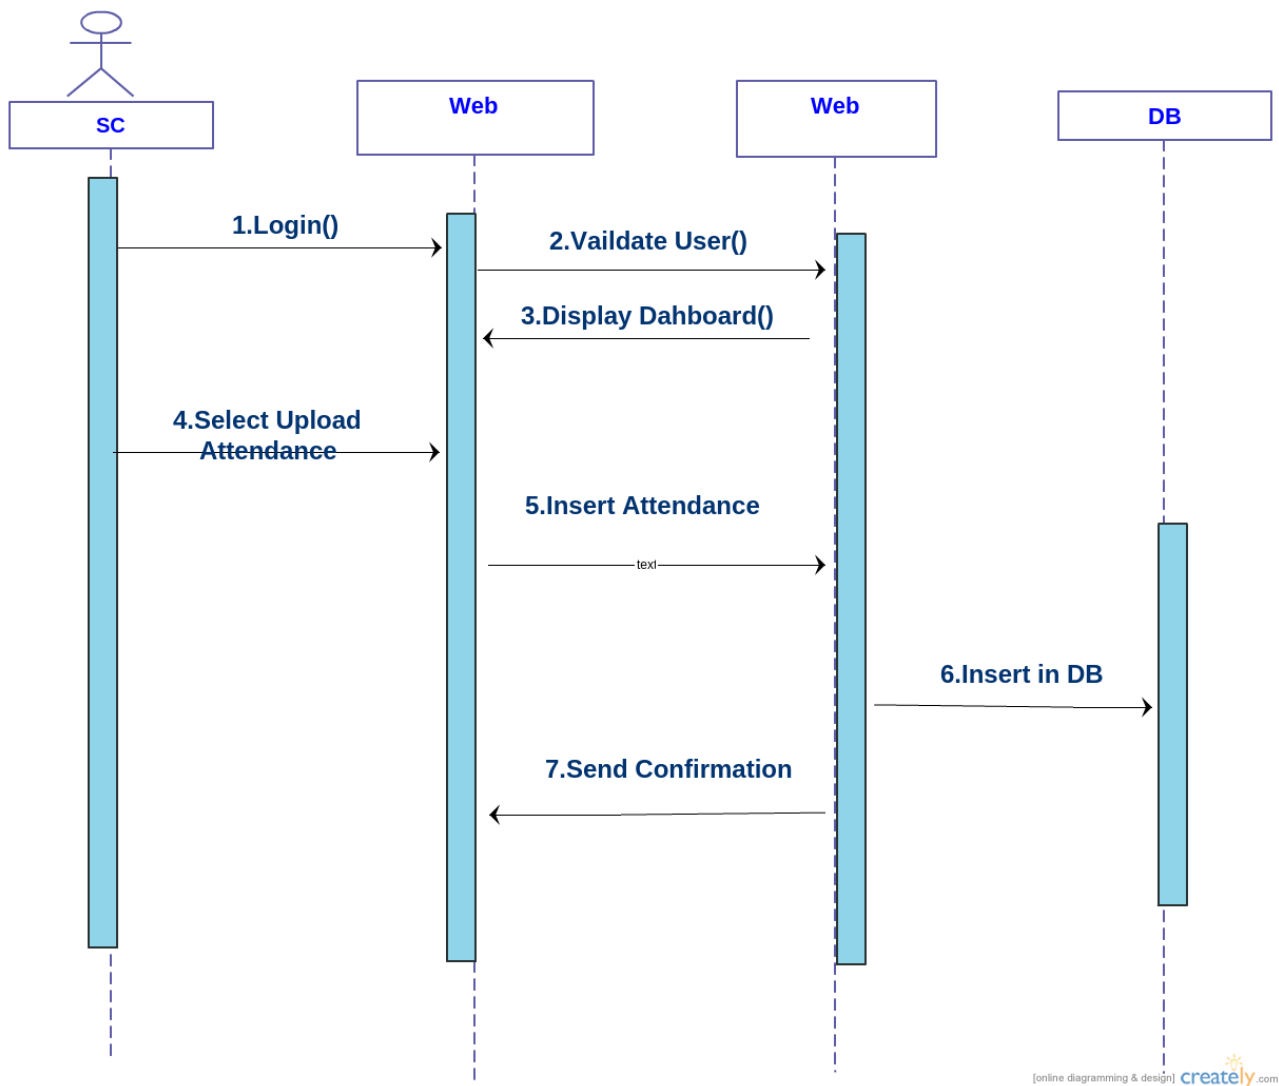 SC
Web
Web
DB
1.Login()
2.Vaildate User()
3.Display Dahboard()
4.Select Upload
Attendance
5.Insert Attendance
text
6.Insert in DB
7.Send Confirmation
[online diagramming & design] creately.com